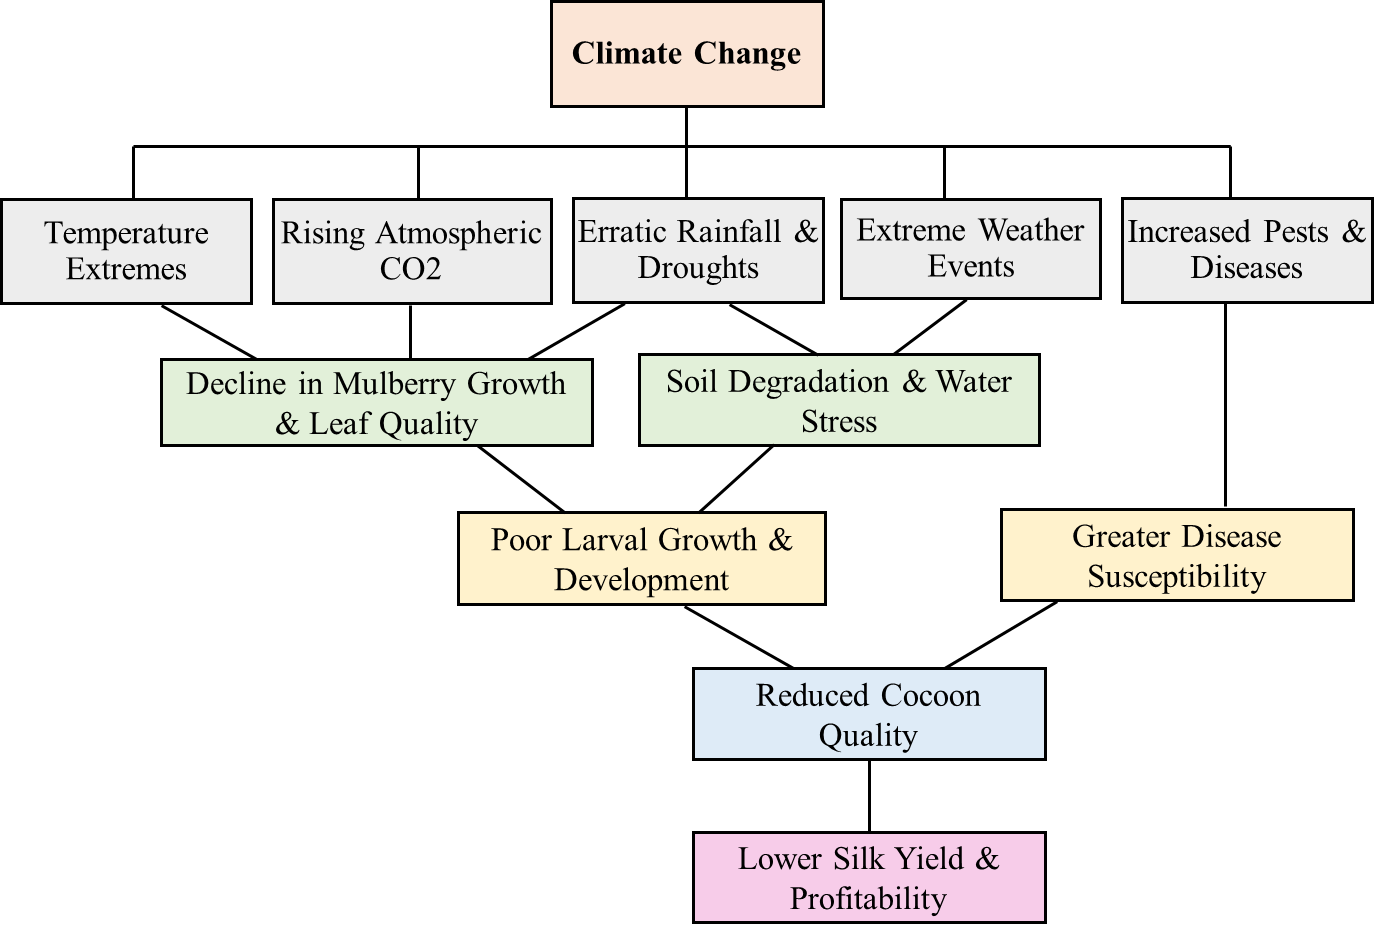 Climate Change
Temperature
Extremes
Rising Atmospheric
CO2
Erratic Rainfall &
Droughts
Extreme Weather
Events
Increased Pests &
Diseases
Decline in Mulberry Growth
& Leaf Quality
Soil Degradation & Water
Stress
Poor Larval Growth &
Development
Greater Disease
Susceptibility
Reduced Cocoon
Quality
Lower Silk Yield &
Profitability